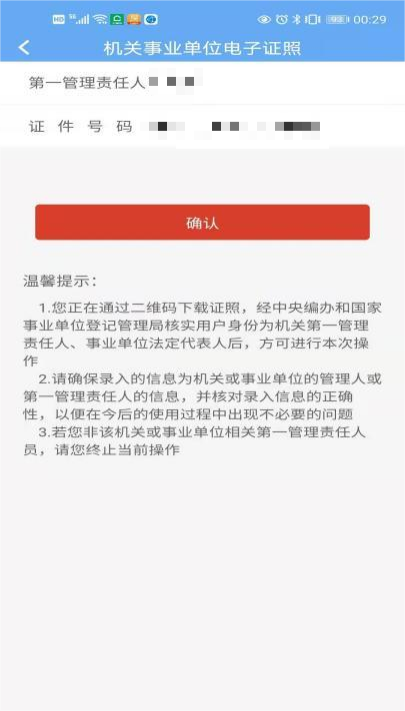 HD 5G 93 00:29
机关事业单位电子证照
第一管理责任人
证件号码
确认
温馨提示：
1.您正在通过二维码下载证照，经中央编办和国家
事业单位登记管理局核实用户身份为机关第一管理
责任人、事业单位法定代表人后，方可进行本次操
作
2.请确保录入的信息为机关或事业单位的管理人或
第一管理责任人的信息，并核对录入信息的正确
性，以便在今后的使用过程中出现不必要的问题
3.若您非该机关或事业单位相关第一管理责任人
员，请您终止当前操作